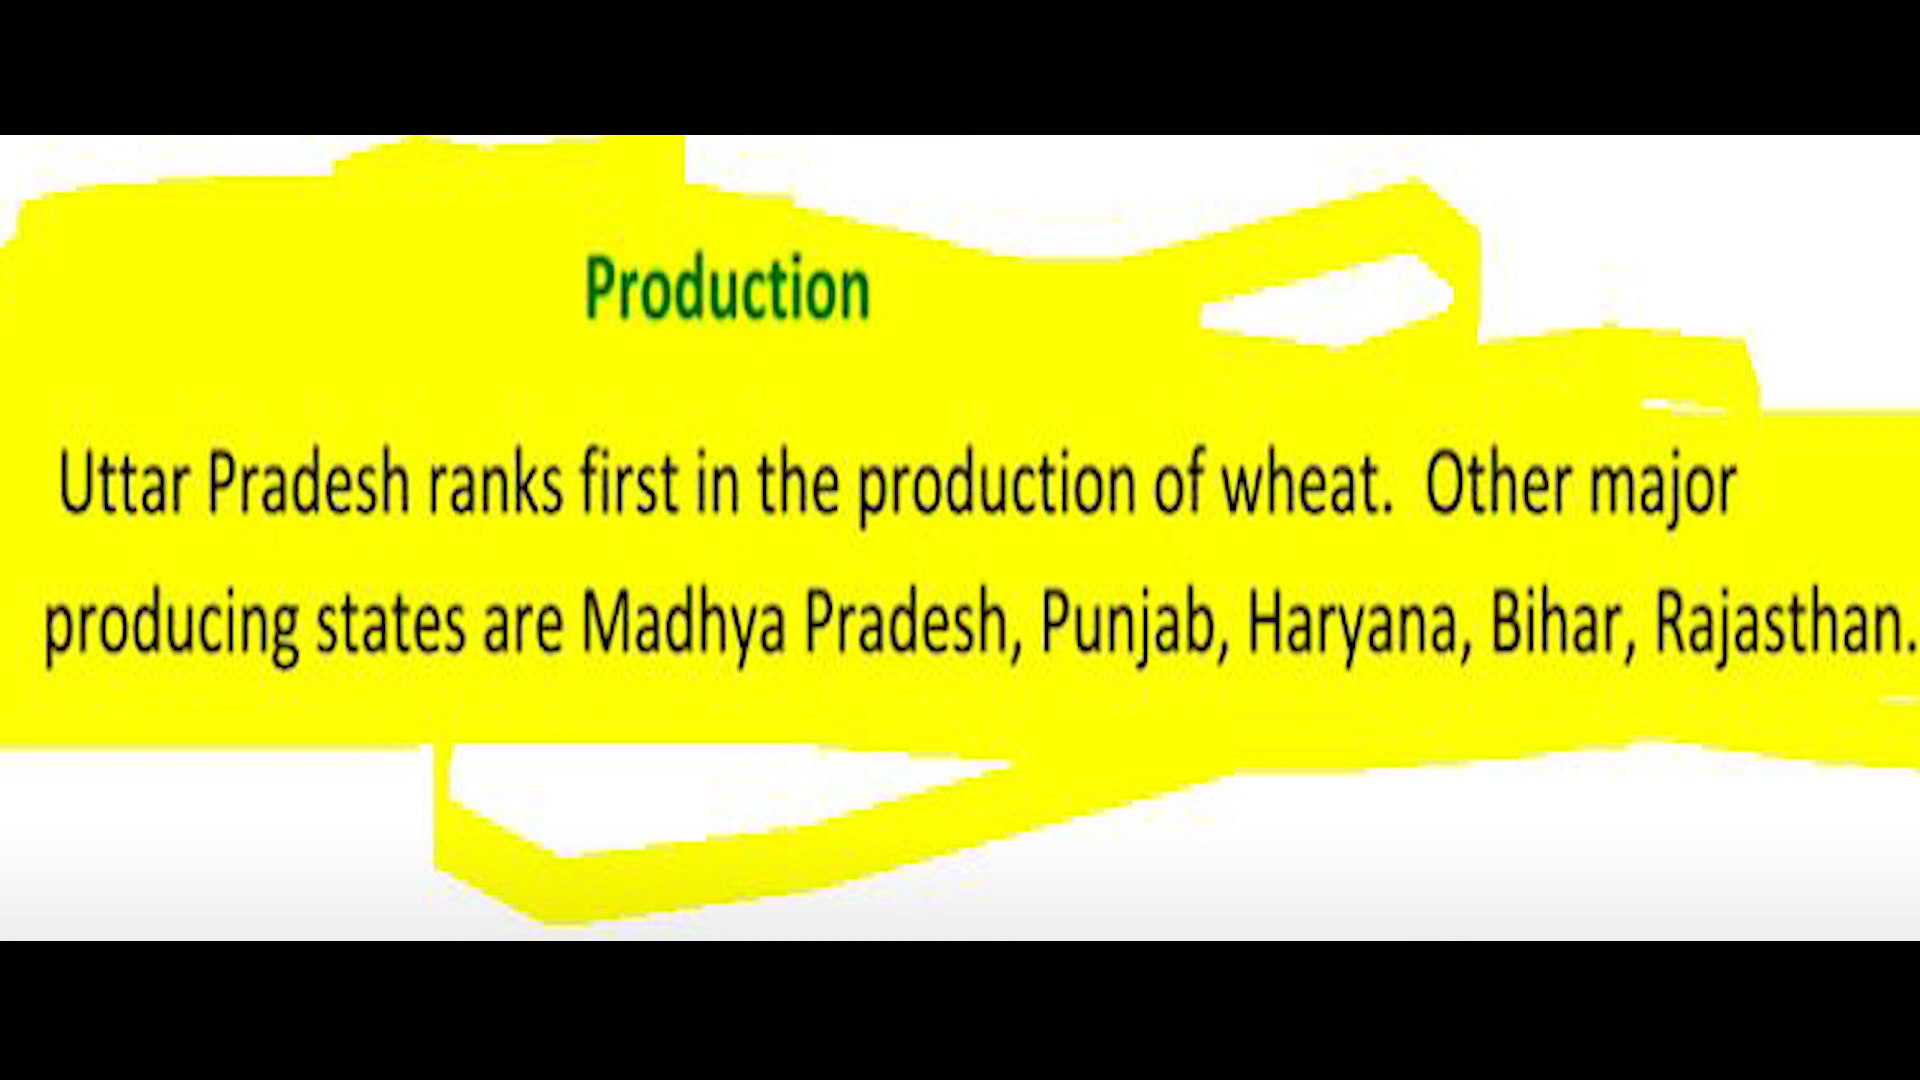 Production
Uttar Pradesh ranks first in the production of wheat.  Other major
producing states are Madhya Pradesh, Punjab, Haryana, Bihar, Rajasthan.